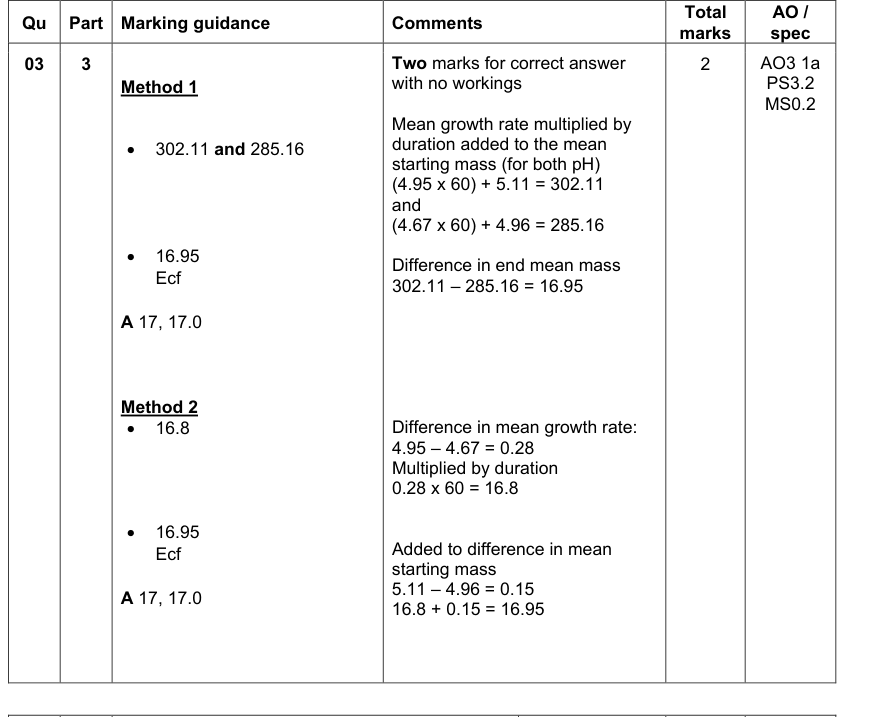 Qu Part Marking guidance Comments Total marks AO / spec
03 3 Two marks for correct answer 2 AO3 1a
with no workings PS3.2
Method 1
MS0.2
Mean growth rate multiplied by
duration added to the mean
• 302.11 and 285.16
starting mass (for both pH)
(4.95 x 60) + 5.11 = 302.11
and
(4.67 x 60) + 4.96 = 285.16
• 16.95
Ecf
Difference in end mean mass
302.11 – 285.16 = 16.95
A 17, 17.0
Method 2
• 16.8
Difference in mean growth rate:
4.95 – 4.67 = 0.28
Multiplied by duration
0.28 x 60 = 16.8
• 16.95
Ecf
Added to difference in mean
starting mass
5.11 – 4.96 = 0.15
16.8 + 0.15 = 16.95
A 17, 17.0